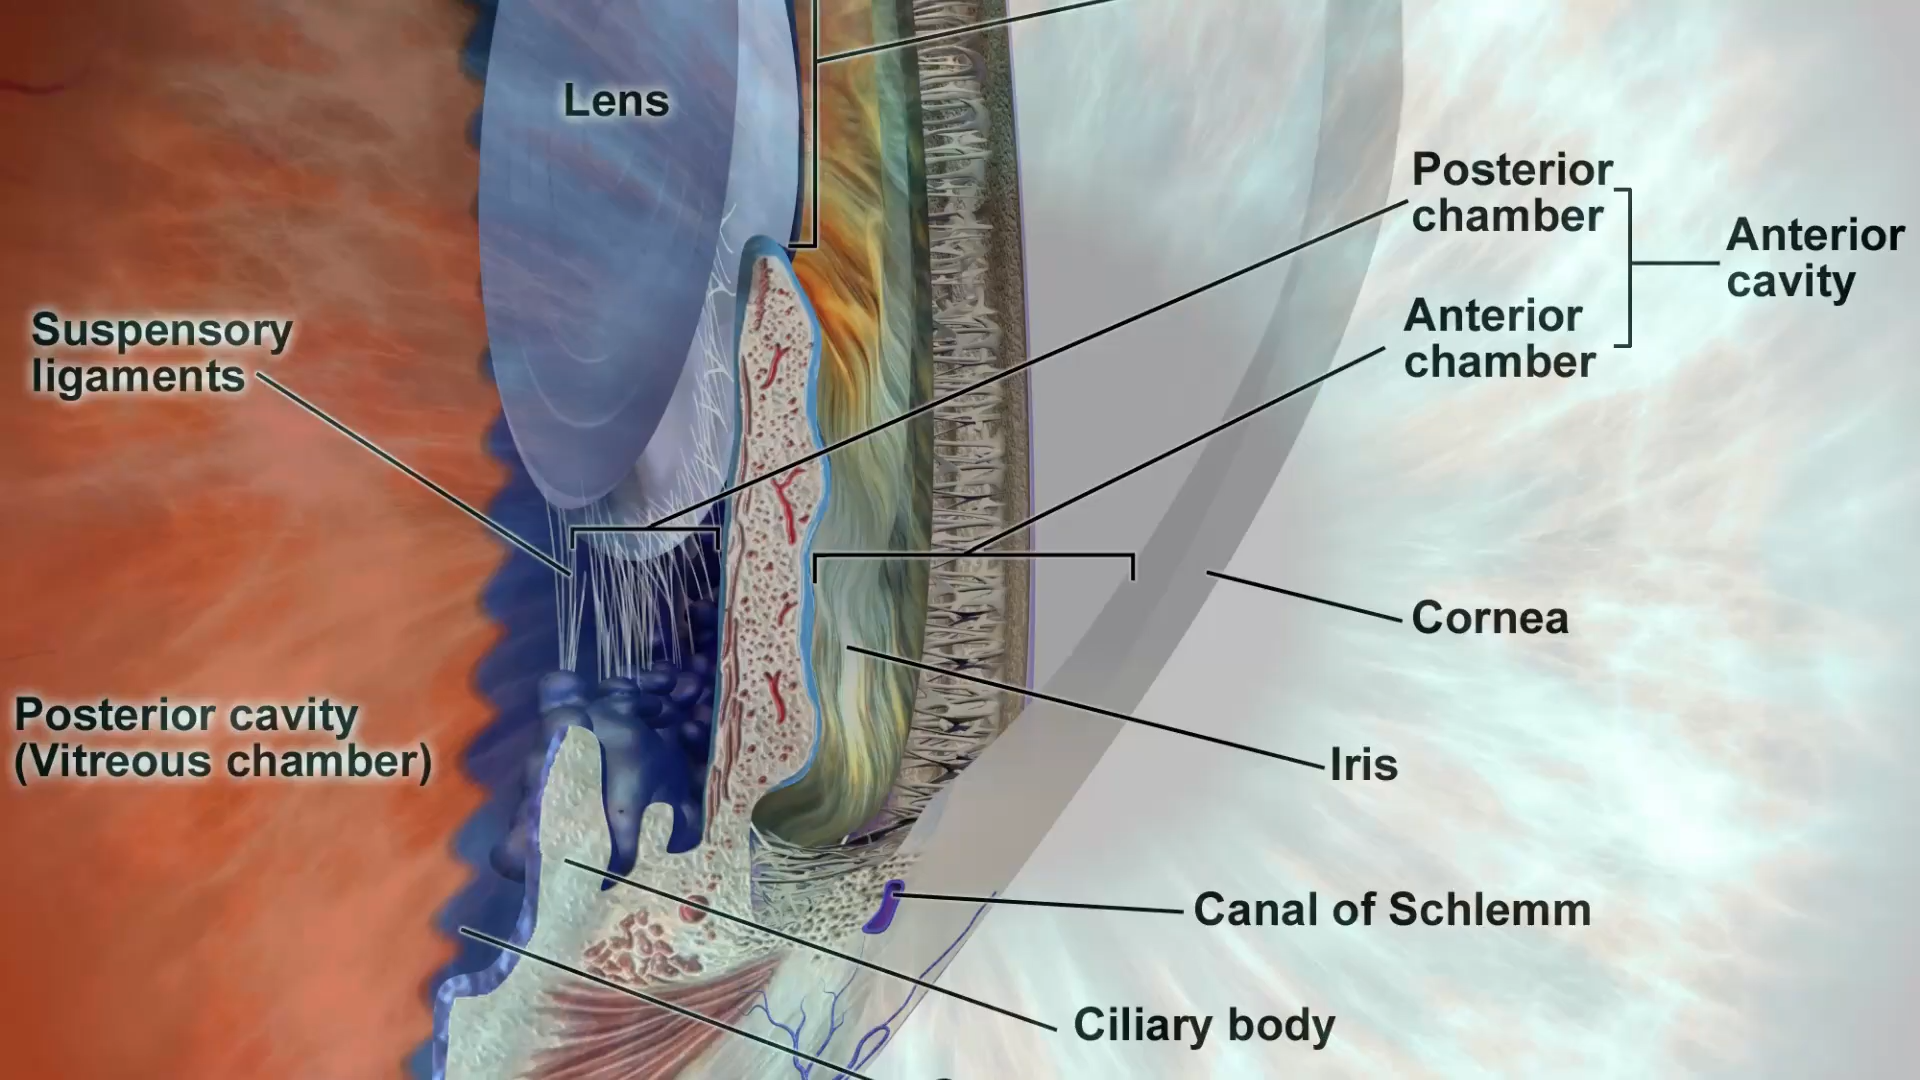 Lens
Posterior
chamber
Anterior
cavity
Anterior
chamber
Suspensory
ligaments
Cornea
Posterior cavity
(Vitreous chamber)
Iris
Canal of Schlemm
Ciliary body